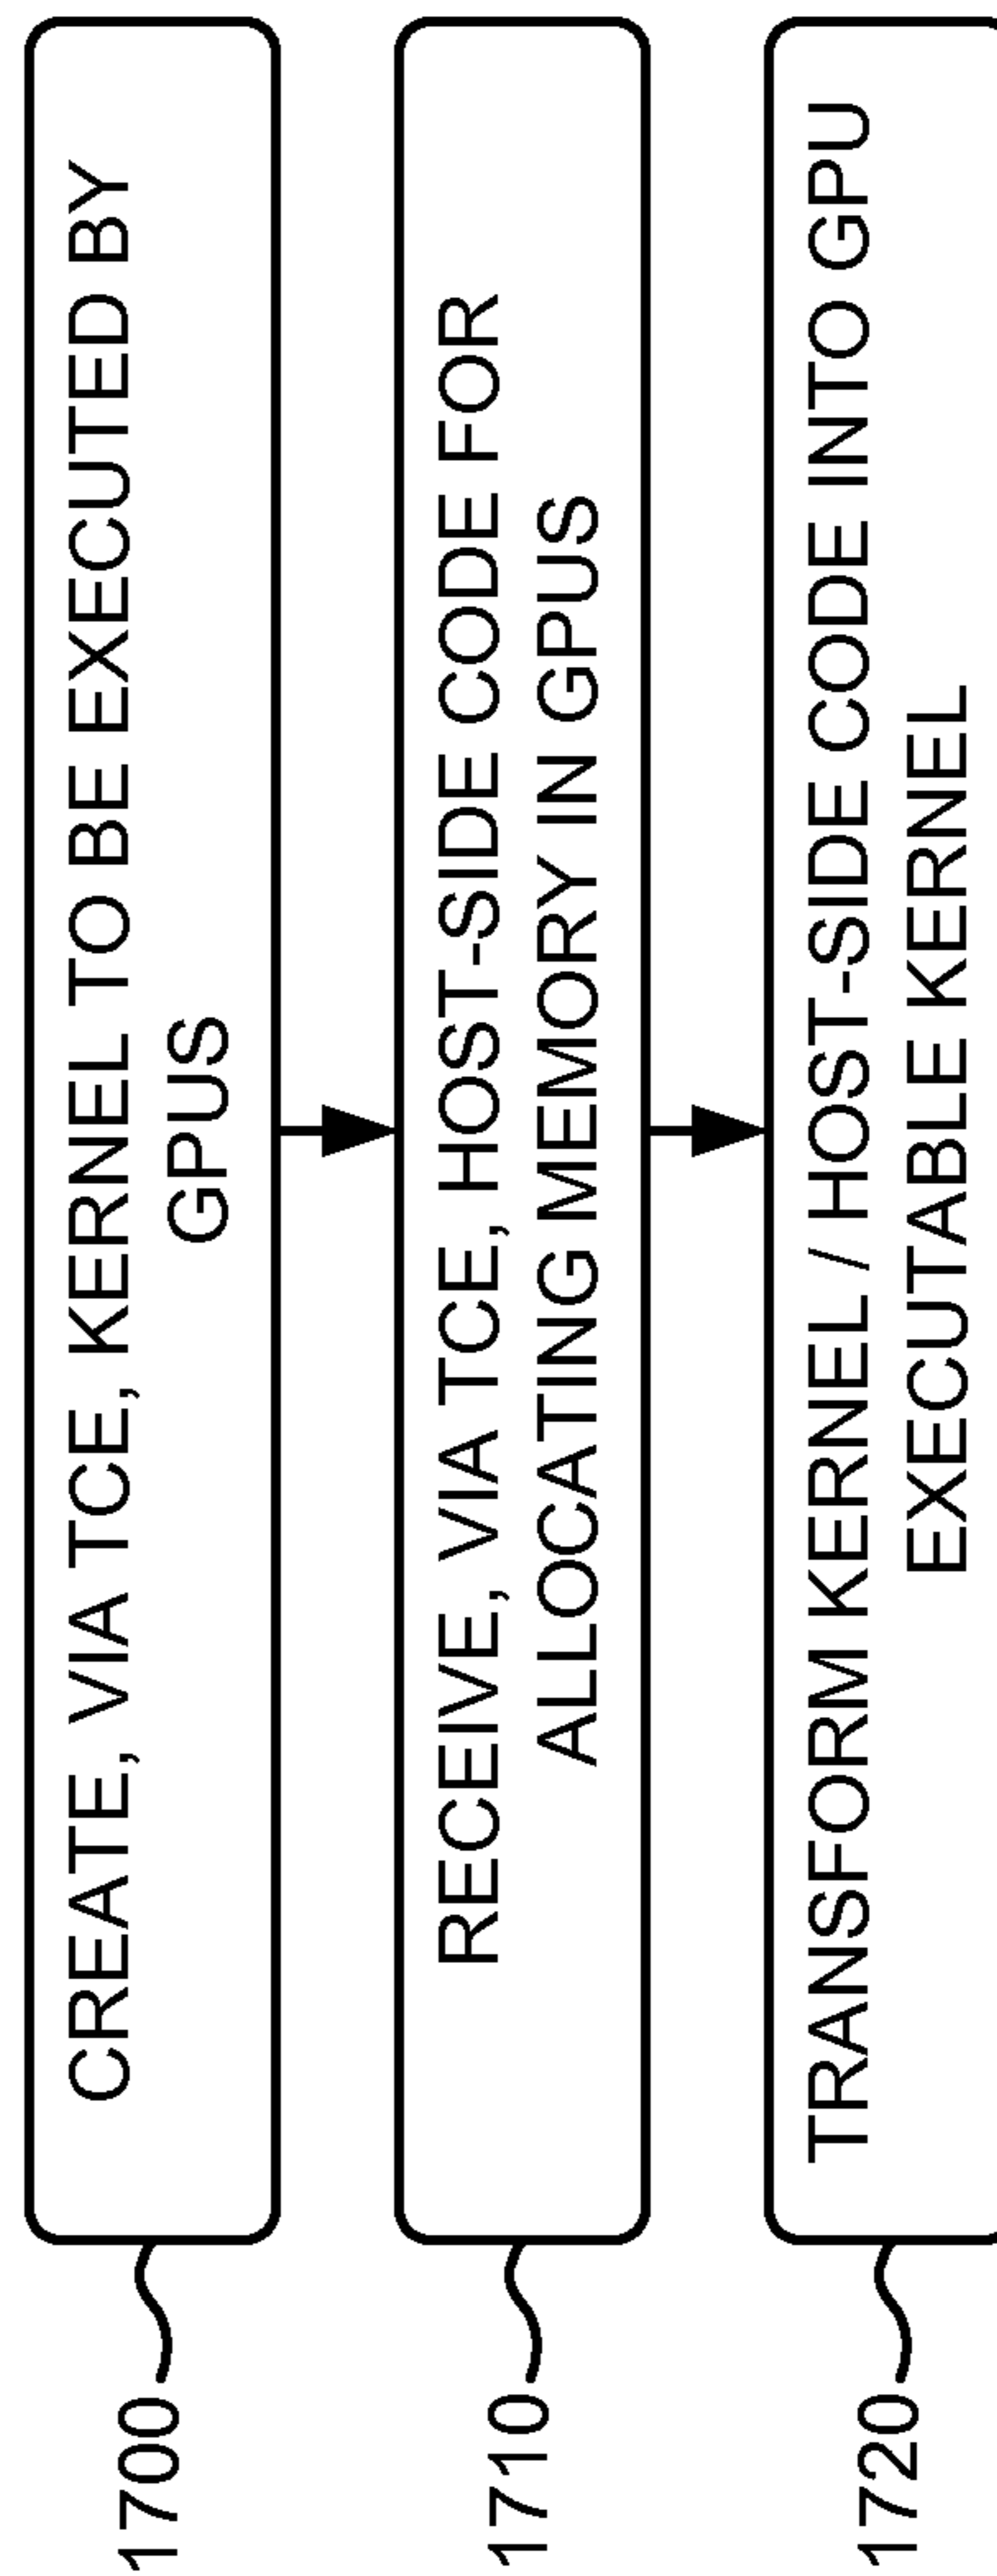 1700
CREATE, VIA TCE, KERNEL TO BE EXECUTED BY
GPUS
1710
RECEIVE, VIA TCE, HOST-SIDE CODE FOR
ALLOCATING MEMORY IN GPUS
1720
TRANSFORM KERNEL / HOST-SIDE CODE INTO GPU
EXECUTABLE KERNEL